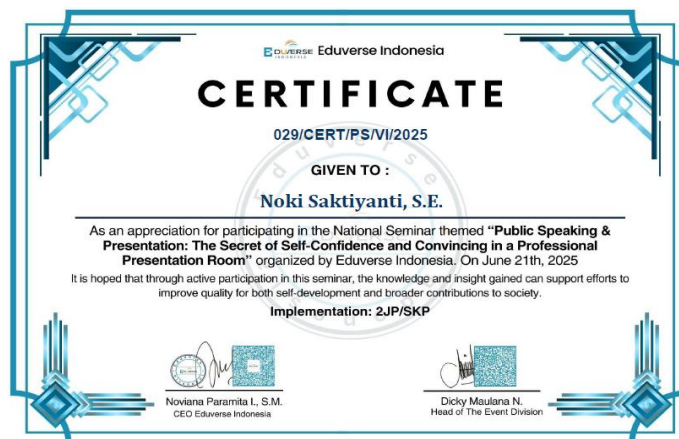 EDUVERSE Eduverse Indonesia
INDONESIA
CERTIFICATE
029/CERT/PS/VI/2025
GIVEN TO :
Noki Saktiyanti, S.E.
As an appreciation for participating in the National Seminar themed “Public Speaking &
Presentation: The Secret of Self-Confidence and Convincing in a Professional
Presentation Room” organized by Eduverse Indonesia. On June 21th, 2025
It is hoped that through active participation in this seminar, the knowledge and insight gained can support efforts to
improve quality for both self-development and broader contributions to society.
Implementation: 2JP/SKP
Noviana Paramita I., S.M.
CEO Eduverse Indonesia
Dicky Maulana N.
Head of The Event Division